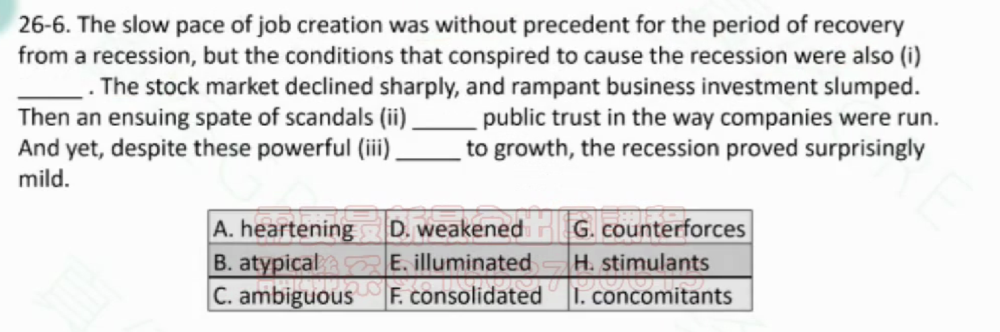 26-6. The slow pace of job creation was without precedent for the period of recovery
from a recession, but the conditions that conspired to cause the recession were also (i)
_____ . The stock market declined sharply, and rampant business investment slumped.
Then an ensuing spate of scandals (ii) _____ public trust in the way companies were run.
And yet, despite these powerful (iii) _____ to growth, the recession proved surprisingly
mild.
A. heartening D. weakened G. counterforces
B. atypical E. illuminated H. stimulants
C. ambiguous F. consolidated I. concomitants